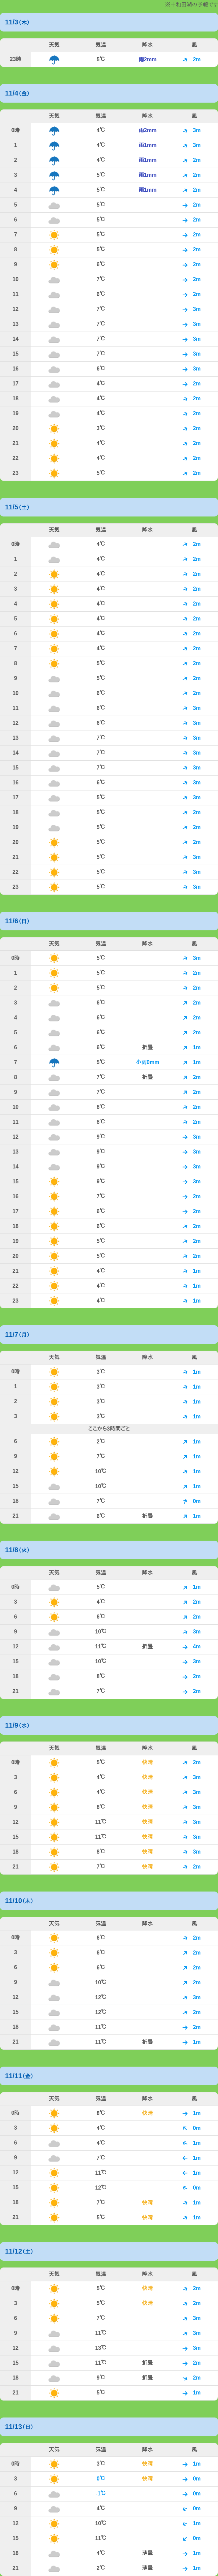 ※９割語順の予報です
11/3（木）
天気 気温 降水 風
23時 5℃ 雨2mm 2m
11/4（金）
天気 気温 降水 風
0時 4℃ 雨2mm 3m
1 4℃ 雨1mm 3m
2 4℃ 雨1mm 2m
3 5℃ 雨1mm 2m
4 5℃ 雨1mm 2m
5 5℃ 2m
6 5℃ 2m
7 5℃ 2m
8 5℃ 2m
9 6℃ 2m
10 7℃ 2m
11 6℃ 2m
12 7℃ 3m
13 7℃ 3m
14 7℃ 3m
15 7℃ 3m
16 6℃ 3m
17 4℃ 2m
18 4℃ 2m
19 4℃ 2m
20 3℃ 2m
21 4℃ 2m
22 4℃ 2m
23 5℃ 2m
11/5（土）
天気 気温 降水 風
0時 4℃ 2m
1 4℃ 2m
2 4℃ 2m
3 4℃ 2m
4 4℃ 2m
5 4℃ 2m
6 4℃ 2m
7 4℃ 2m
8 5℃ 2m
9 5℃ 2m
10 6℃ 2m
11 6℃ 3m
12 6℃ 3m
13 7℃ 3m
14 7℃ 3m
15 7℃ 3m
16 6℃ 3m
17 5℃ 3m
18 5℃ 2m
19 5℃ 2m
20 5℃ 2m
21 5℃ 3m
22 5℃ 3m
23 5℃ 3m
11/6（日）
天気 気温 降水 風
0時 5℃ 3m
1 5℃ 2m
2 5℃ 2m
3 6℃ 2m
4 6℃ 2m
5 6℃ 2m
6 5℃ 折曇 1m
7 5℃ 小雨0mm 1m
8 7℃ 折曇 2m
9 7℃ 2m
10 8℃ 2m
11 8℃ 2m
12 9℃ 3m
13 9℃ 3m
14 9℃ 3m
15 9℃ 3m
16 7℃ 2m
17 6℃ 2m
18 6℃ 2m
19 5℃ 2m
20 5℃ 2m
21 4℃ 1m
22 4℃ 1m
23 4℃ 1m
11/7（月）
天気 気温 降水 風
0時 3℃ 1m
1 3℃ 1m
2 3℃ 1m
3 3℃ 1m
ここから3時間ごと
6 2℃ 1m
9 7℃ 1m
12 10℃ 1m
15 10℃ 1m
18 7℃ 0m
21 6℃ 折曇 1m
11/8（火）
天気 気温 降水 風
0時 5℃ 1m
3 4℃ 2m
6 6℃ 2m
9 10℃ 3m
12 11℃ 折曇 4m
15 10℃ 3m
18 8℃ 2m
21 7℃ 2m
11/9（水）
天気 気温 降水 風
0時 5℃ 快晴 2m
3 4℃ 快晴 3m
6 4℃ 快晴 3m
9 8℃ 快晴 3m
12 11℃ 快晴 3m
15 11℃ 快晴 3m
18 8℃ 快晴 3m
21 7℃ 快晴 2m
11/10（木）
天気 気温 降水 風
0時 6℃ 2m
3 6℃ 2m
6 6℃ 2m
9 10℃ 2m
12 12℃ 3m
15 12℃ 2m
18 11℃ 2m
21 11℃ 折曇 1m
11/11（金）
天気 気温 降水 風
0時 8℃ 快晴 1m
3 4℃ 0m
6 4℃ 1m
9 7℃ 1m
12 11℃ 1m
15 12℃ 0m
18 7℃ 快晴 1m
21 5℃ 快晴 1m
11/12（土）
天気 気温 降水 風
0時 5℃ 快晴 2m
3 5℃ 快晴 2m
6 7℃ 3m
9 11℃ 3m
12 13℃ 3m
15 11℃ 折曇 2m
18 9℃ 折曇 2m
21 5℃ 1m
11/13（日）
天気 気温 降水 風
0時 3℃ 快晴 1m
3 0℃ 快晴 0m
6 -1℃ 0m
9 4℃ 0m
12 10℃ 1m
15 11℃ 0m
18 4℃ 薄曇 1m
21 2℃ 薄曇 1m